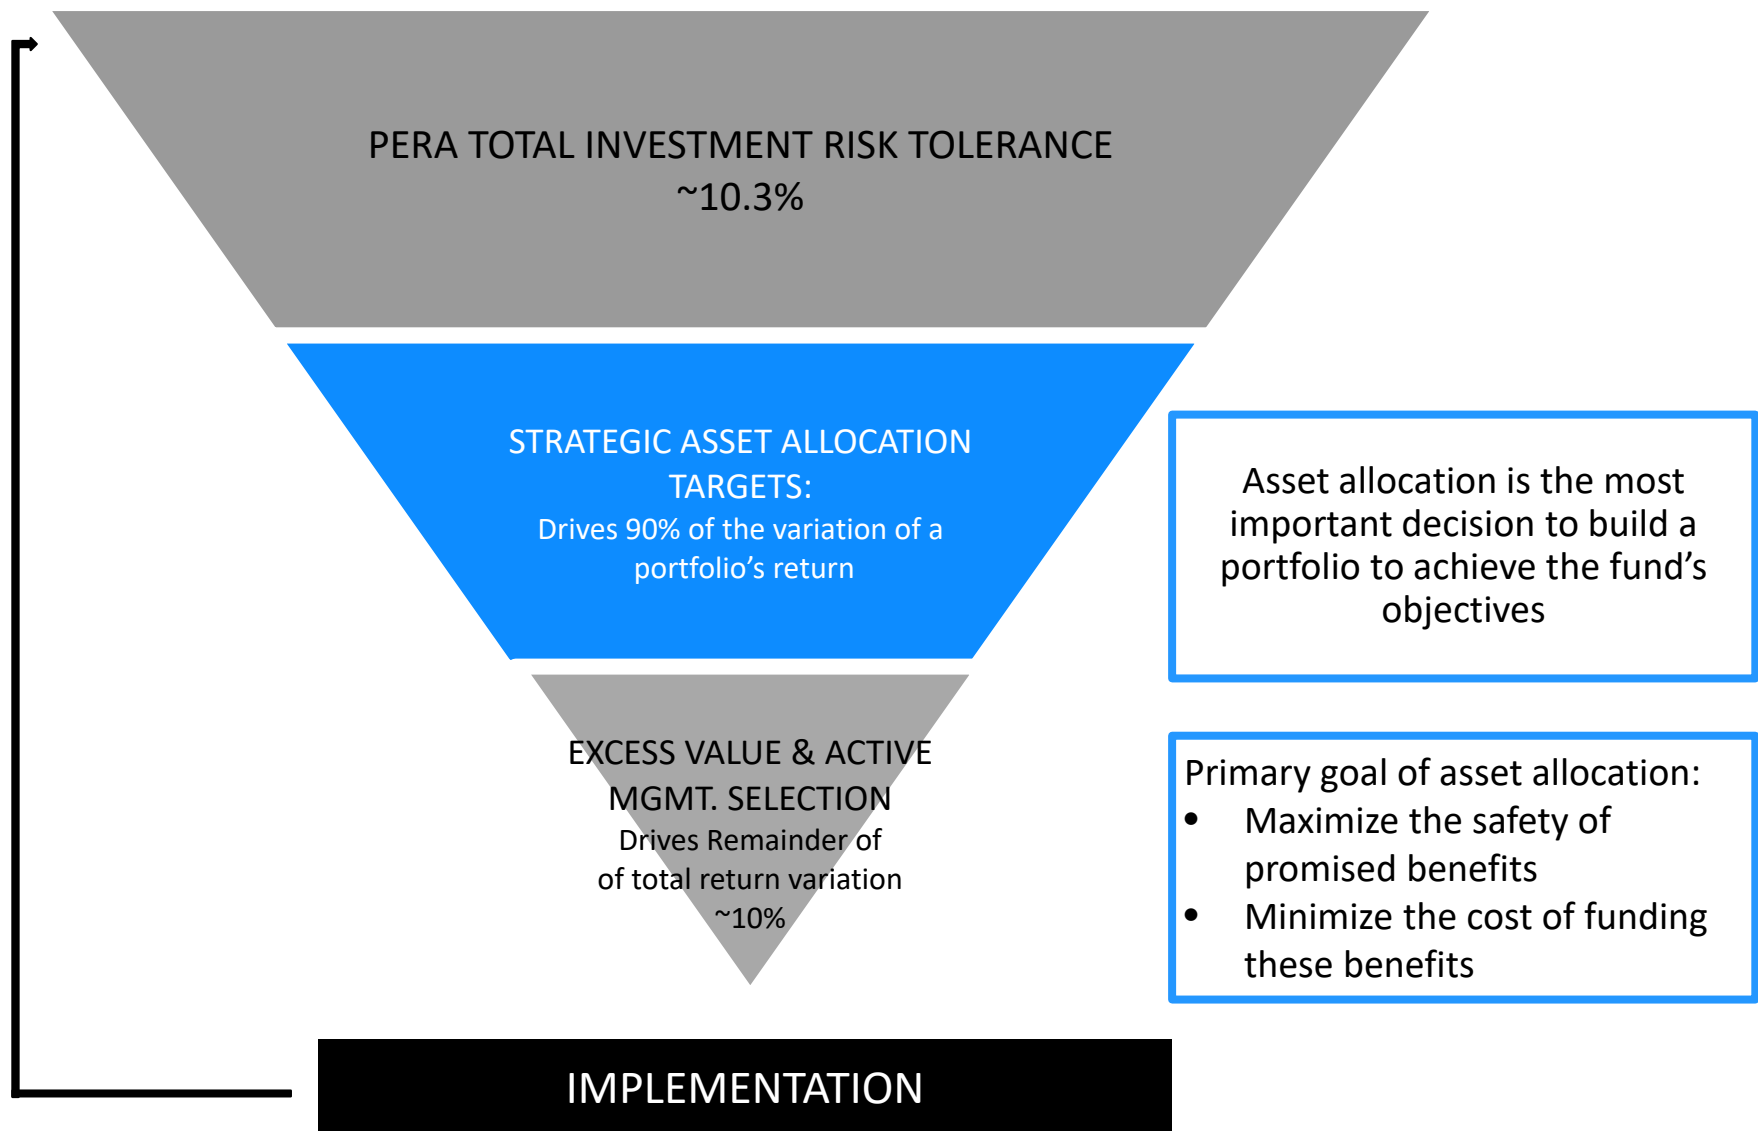 PERA TOTAL INVESTMENT RISK TOLERANCE
~10.3%
STRATEGIC ASSET ALLOCATION
TARGETS:
Drives 90% of the variation of a
portfolio’s return
Asset allocation is the most
important decision to build a
portfolio to achieve the fund’s
objectives
EXCESS VALUE & ACTIVE
MGMT. SELECTION
Drives Remainder of
of total return variation
~10%
Primary goal of asset allocation:
• Maximize the safety of
promised benefits
• Minimize the cost of funding
these benefits
IMPLEMENTATION